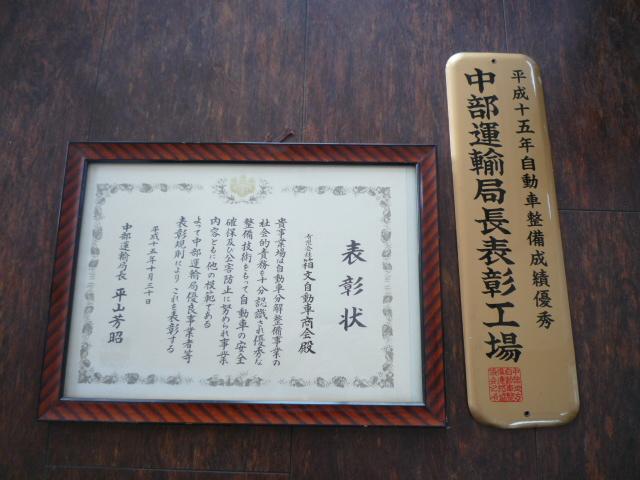 平成十五年自動車整備成績優秀
中部運輸局長表彰工場
表彰状
有限会社箱文自動車商会殿
貴事業場は自動車分解整備事業の
社会的責務を十分認識され優秀な
整備技術をもって自動車の安全
確保及び公害防止に努められ事業
内容ともに他の模範である
よって中部運輸局優良事業者等
表彰規則によりこれを表彰する
平成十五年十月三十日
中部運輸局長 平山芳昭